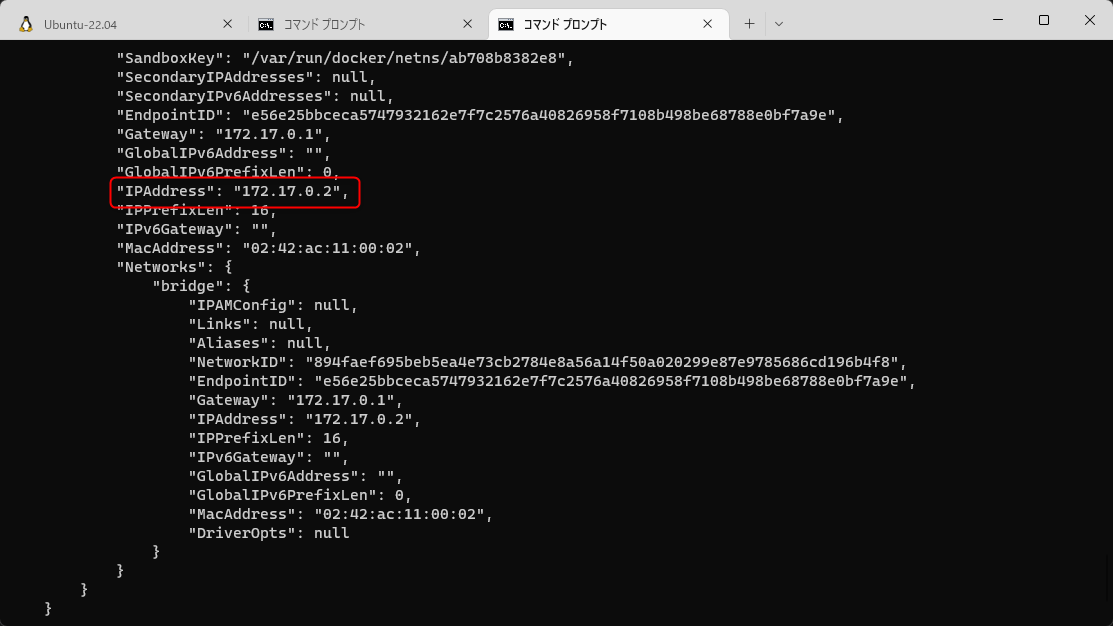 Ubuntu-22.04
コマンド プロンプト
コマンド プロンプト
            "SandboxKey": "/var/run/docker/netns/ab708b8382e8",
            "SecondaryIPAddresses": null,
            "SecondaryIPv6Addresses": null,
            "EndpointID": "e56e25bbceca5747932162e7f7c2576a40826958f7108b498be68788e0bf7a9e",
            "Gateway": "172.17.0.1",
            "GlobalIPv6Address": "",
            "GlobalIPv6PrefixLen": 0,
            "IPAddress": "172.17.0.2",
            "IPPrefixLen": 16,
            "IPv6Gateway": "",
            "MacAddress": "02:42:ac:11:00:02",
            "Networks": {
                "bridge": {
                    "IPAMConfig": null,
                    "Links": null,
                    "Aliases": null,
                    "NetworkID": "894faef695beb5ea4e73cb2784e8a56a14f50a020299e87e9785686cd196b4f8",
                    "EndpointID": "e56e25bbceca5747932162e7f7c2576a40826958f7108b498be68788e0bf7a9e",
                    "Gateway": "172.17.0.1",
                    "IPAddress": "172.17.0.2",
                    "IPPrefixLen": 16,
                    "IPv6Gateway": "",
                    "GlobalIPv6Address": "",
                    "GlobalIPv6PrefixLen": 0,
                    "MacAddress": "02:42:ac:11:00:02",
                    "DriverOpts": null
                }
            }
        }
    }